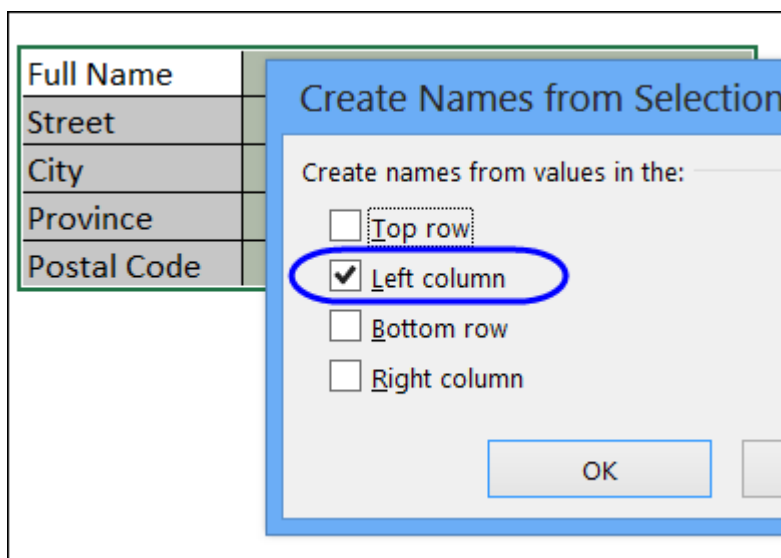 Full Name
Street
City
Province
Postal Code
Create Names from Selection
Create names from values in the:
Top row
Left column
Bottom row
Right column
OK